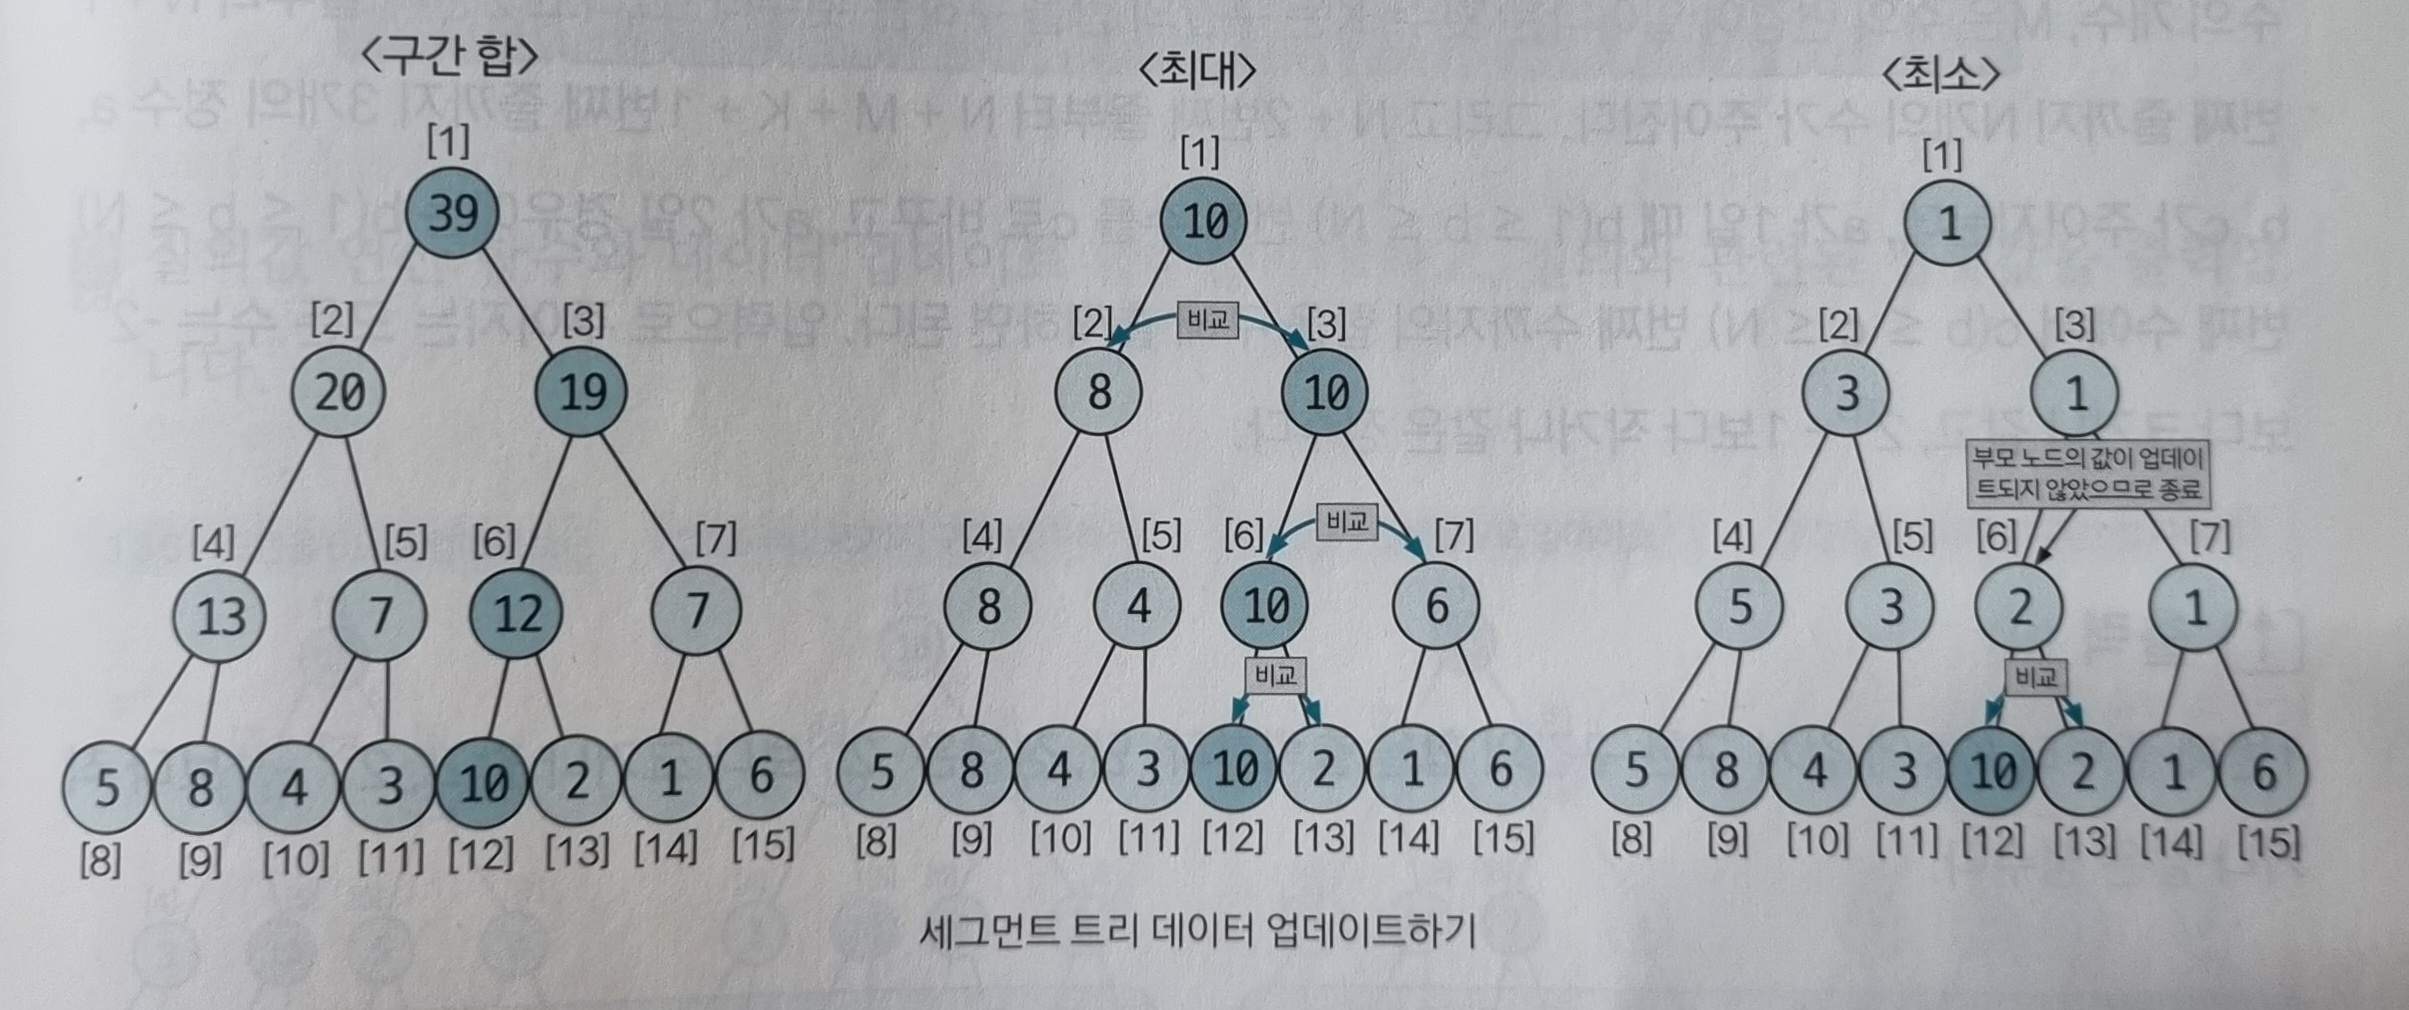 <구간 합>
<최대>
<최소>
[1]
39
[2] [3]
20 19
[4] [5] [6] [7]
13 7 12 7
5 8 4 3 10 2 1 6
[8] [9] [10] [11] [12] [13] [14] [15]
[1]
10
[2] 비교 [3]
8 10
비교
[4] [5] [6] [7]
8 4 10 6
비교
5 8 4 3 10 2 1 6
[8] [9] [10] [11] [12] [13] [14] [15]
[1]
1
[2] [3]
3 1
부모 노드의 값이 업데이
트되지 않았으므로 종료
[4] [5] [6] [7]
5 3 2 1
비교
5 8 4 3 10 2 1 6
[8] [9] [10] [11] [12] [13] [14] [15]
세그먼트 트리 데이터 업데이트하기